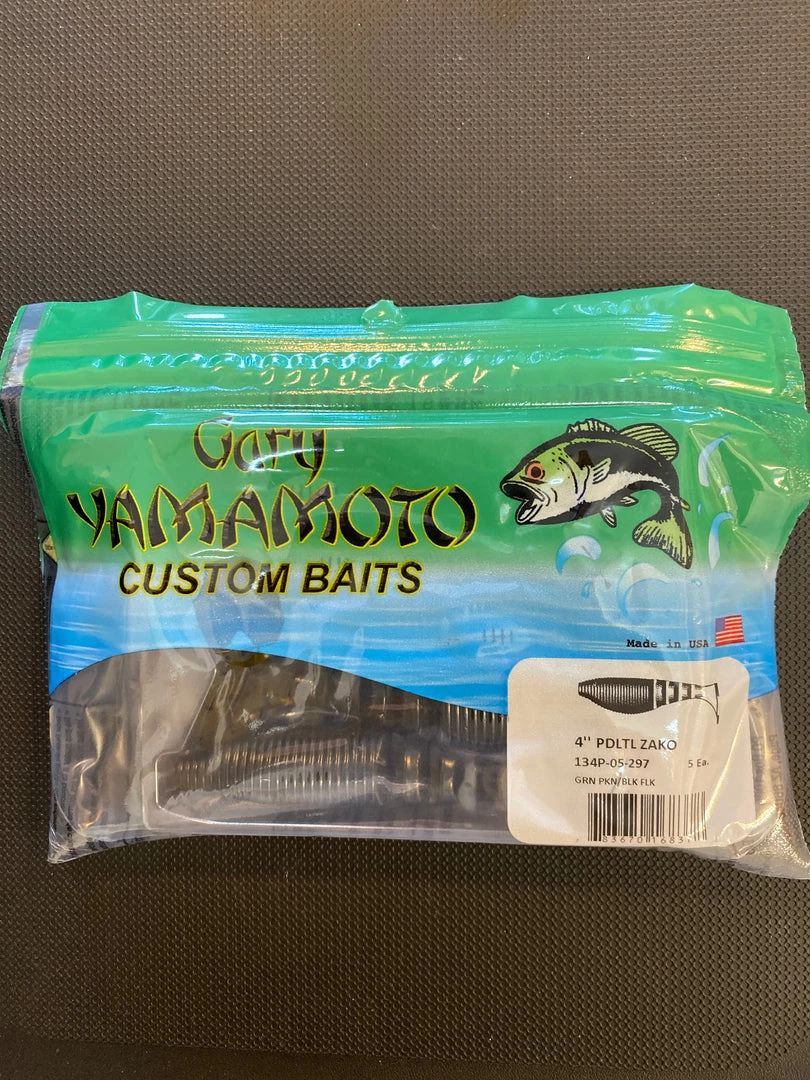 Gary
YAMAMOTO
CUSTOM BAITS
Made in USA
4'' PDLTL ZAKO
134P-05-297 5 Ea.
GRN PKN/BLK FLK